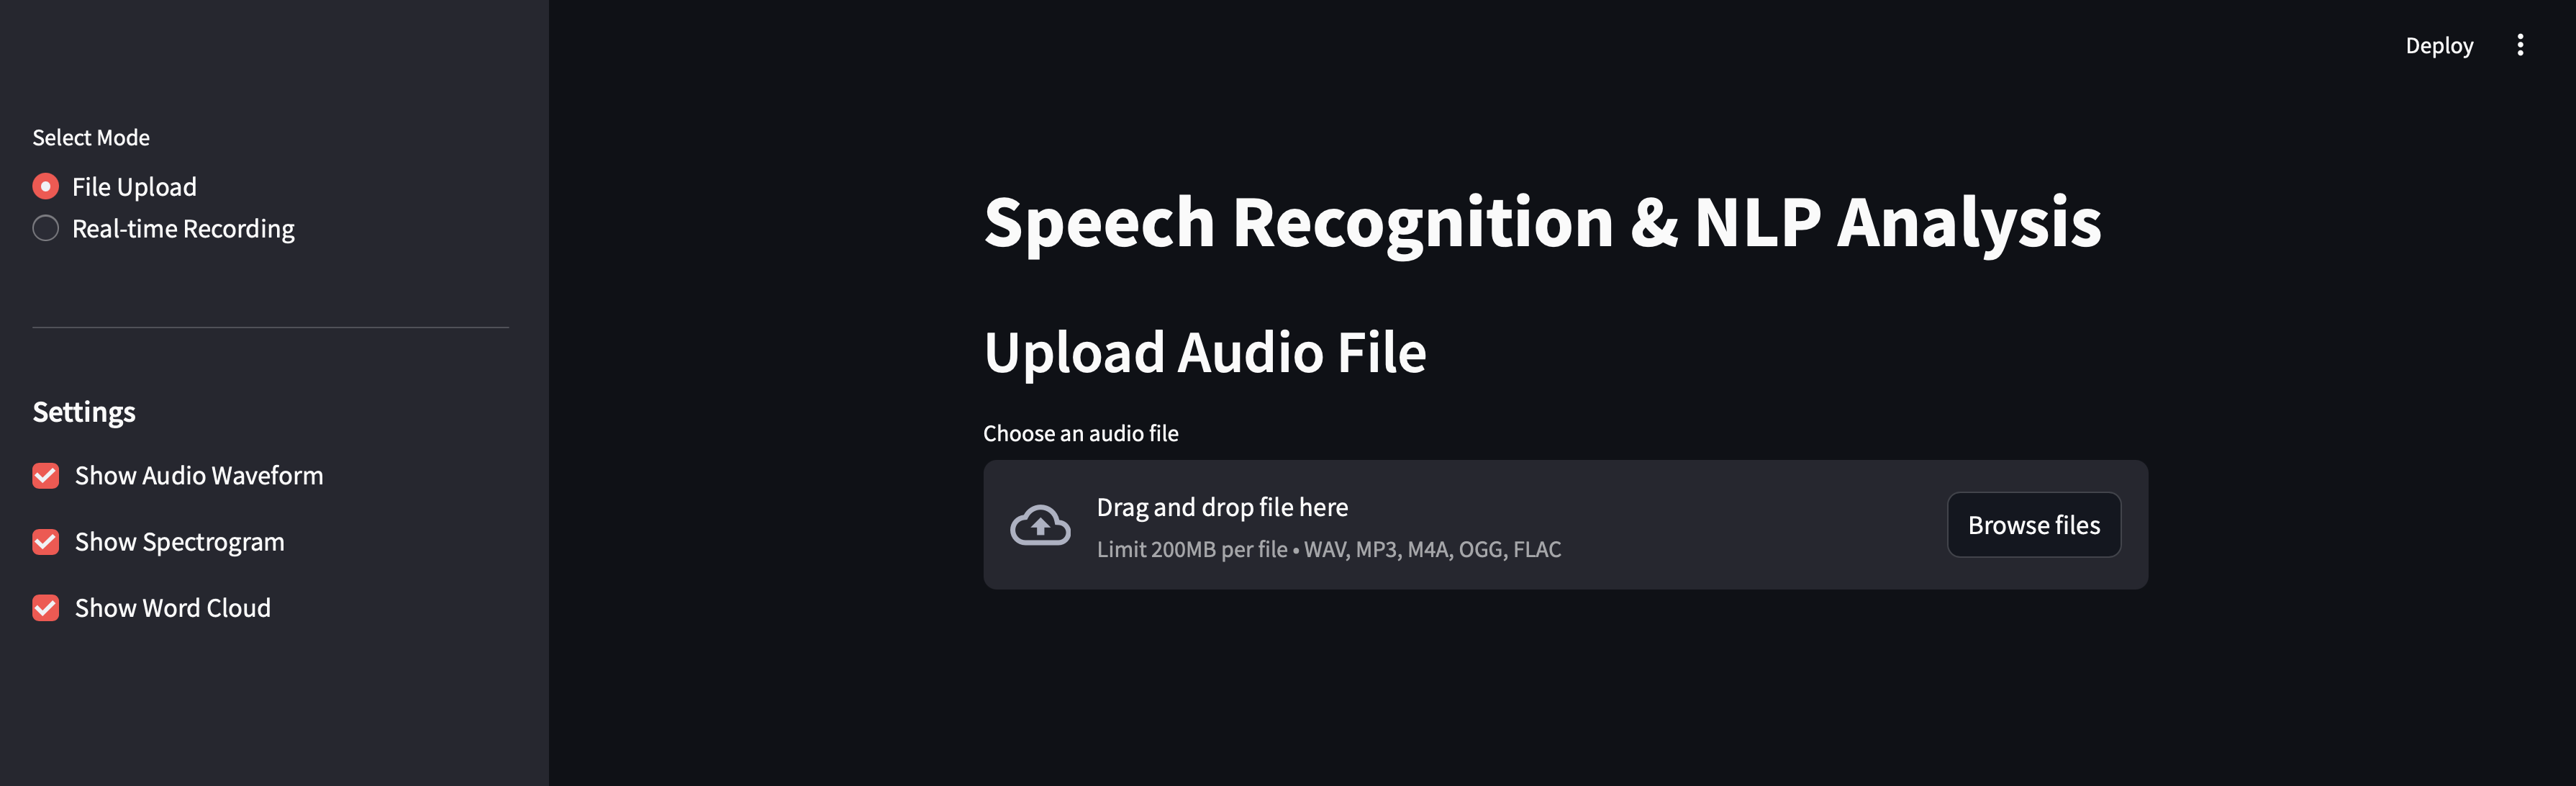 Deploy
Select Mode
File Upload
Real-time Recording
Settings
Show Audio Waveform
Show Spectrogram
Show Word Cloud
Speech Recognition & NLP Analysis
Upload Audio File
Choose an audio file
Drag and drop file here
Limit 200MB per file • WAV, MP3, M4A, OGG, FLAC
Browse files